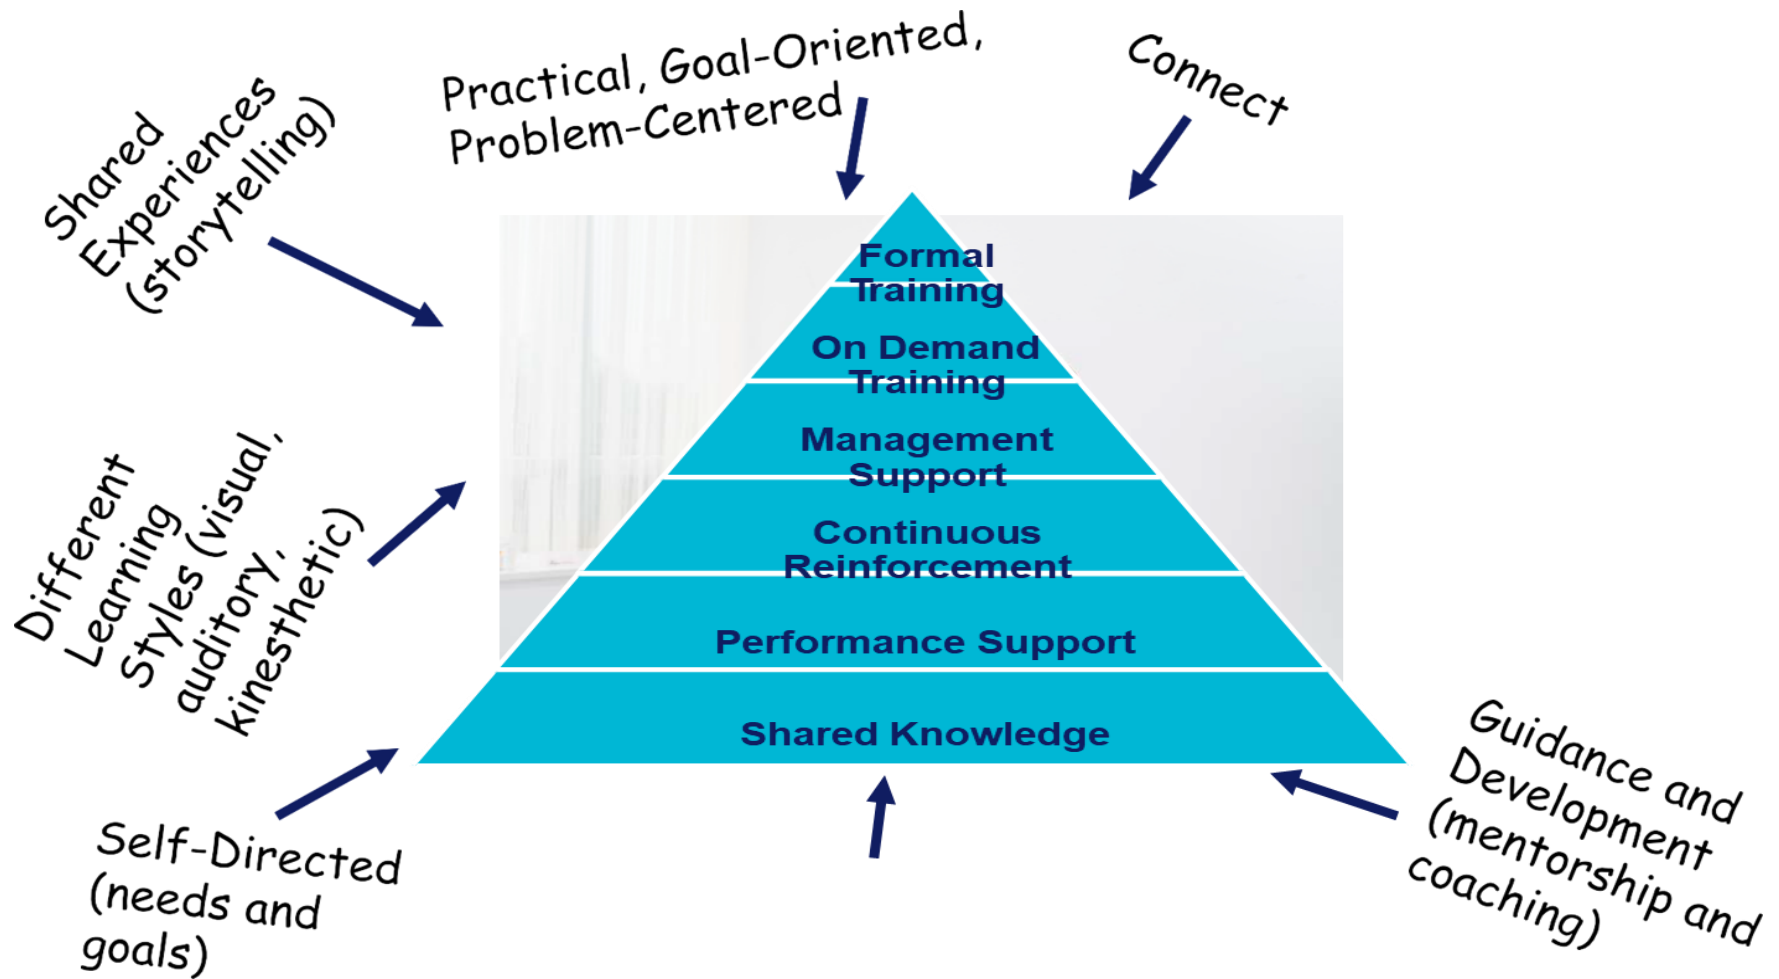 Practical, Goal-Oriented,
Problem-Centered
Connect
Shared
Experiences
(storytelling)
Formal
Training
On Demand
Training
Management
Support
Continuous
Reinforcement
Performance Support
Shared Knowledge
Different
Learning
Styles (visual,
auditory,
kinesthetic)
Self-Directed
(needs and
goals)
Guidance and
Development
(mentorship and
coaching)